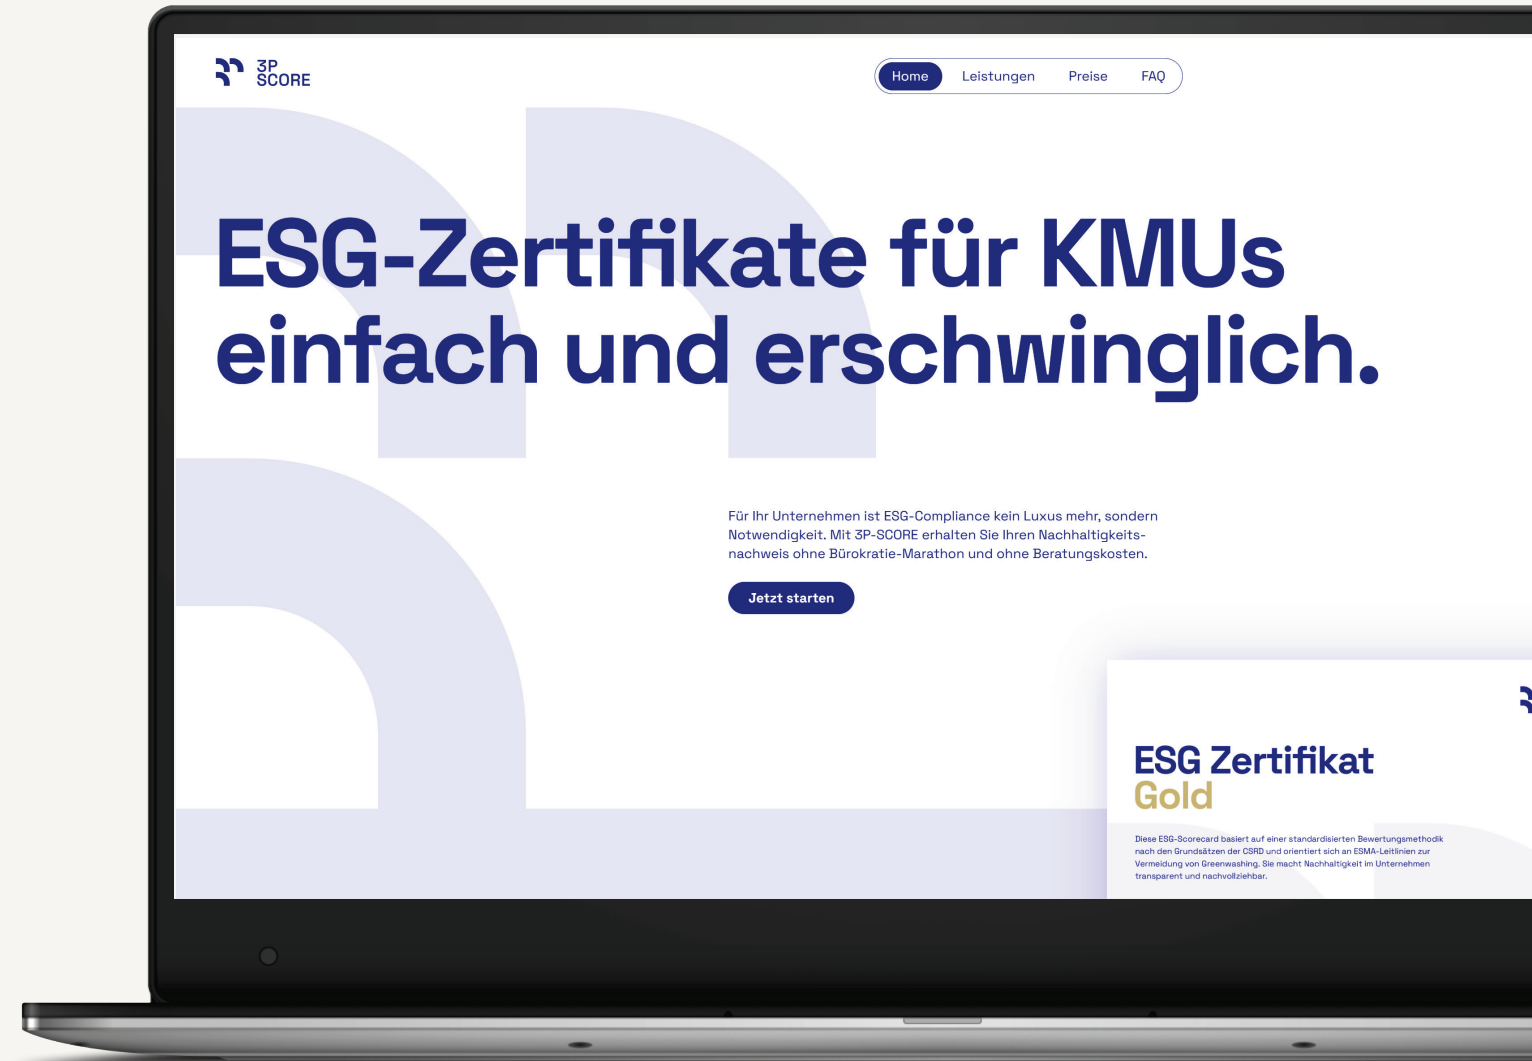 3P
SCORE
Home
Leistungen
Preise
FAQ
ESG-Zertifikate für KMUs
einfach und erschwinglich.
Für Ihr Unternehmen ist ESG-Compliance kein Luxus mehr, sondern
Notwendigkeit. Mit 3P-SCORE erhalten Sie Ihren Nachhaltigkeits-
nachweis ohne Bürokratie-Marathon und ohne Beratungskosten.
Jetzt starten
ESG Zertifikat
Gold
Diese ESG-Scorecard basiert auf einer standardisierten Bewertungsmethodik
nach den Grundsätzen der CSRD und orientiert sich an ESMA-Leitlinien zur
Vermeidung von Greenwashing. Sie macht Nachhaltigkeit im Unternehmen
transparent und nachvollziehbar.